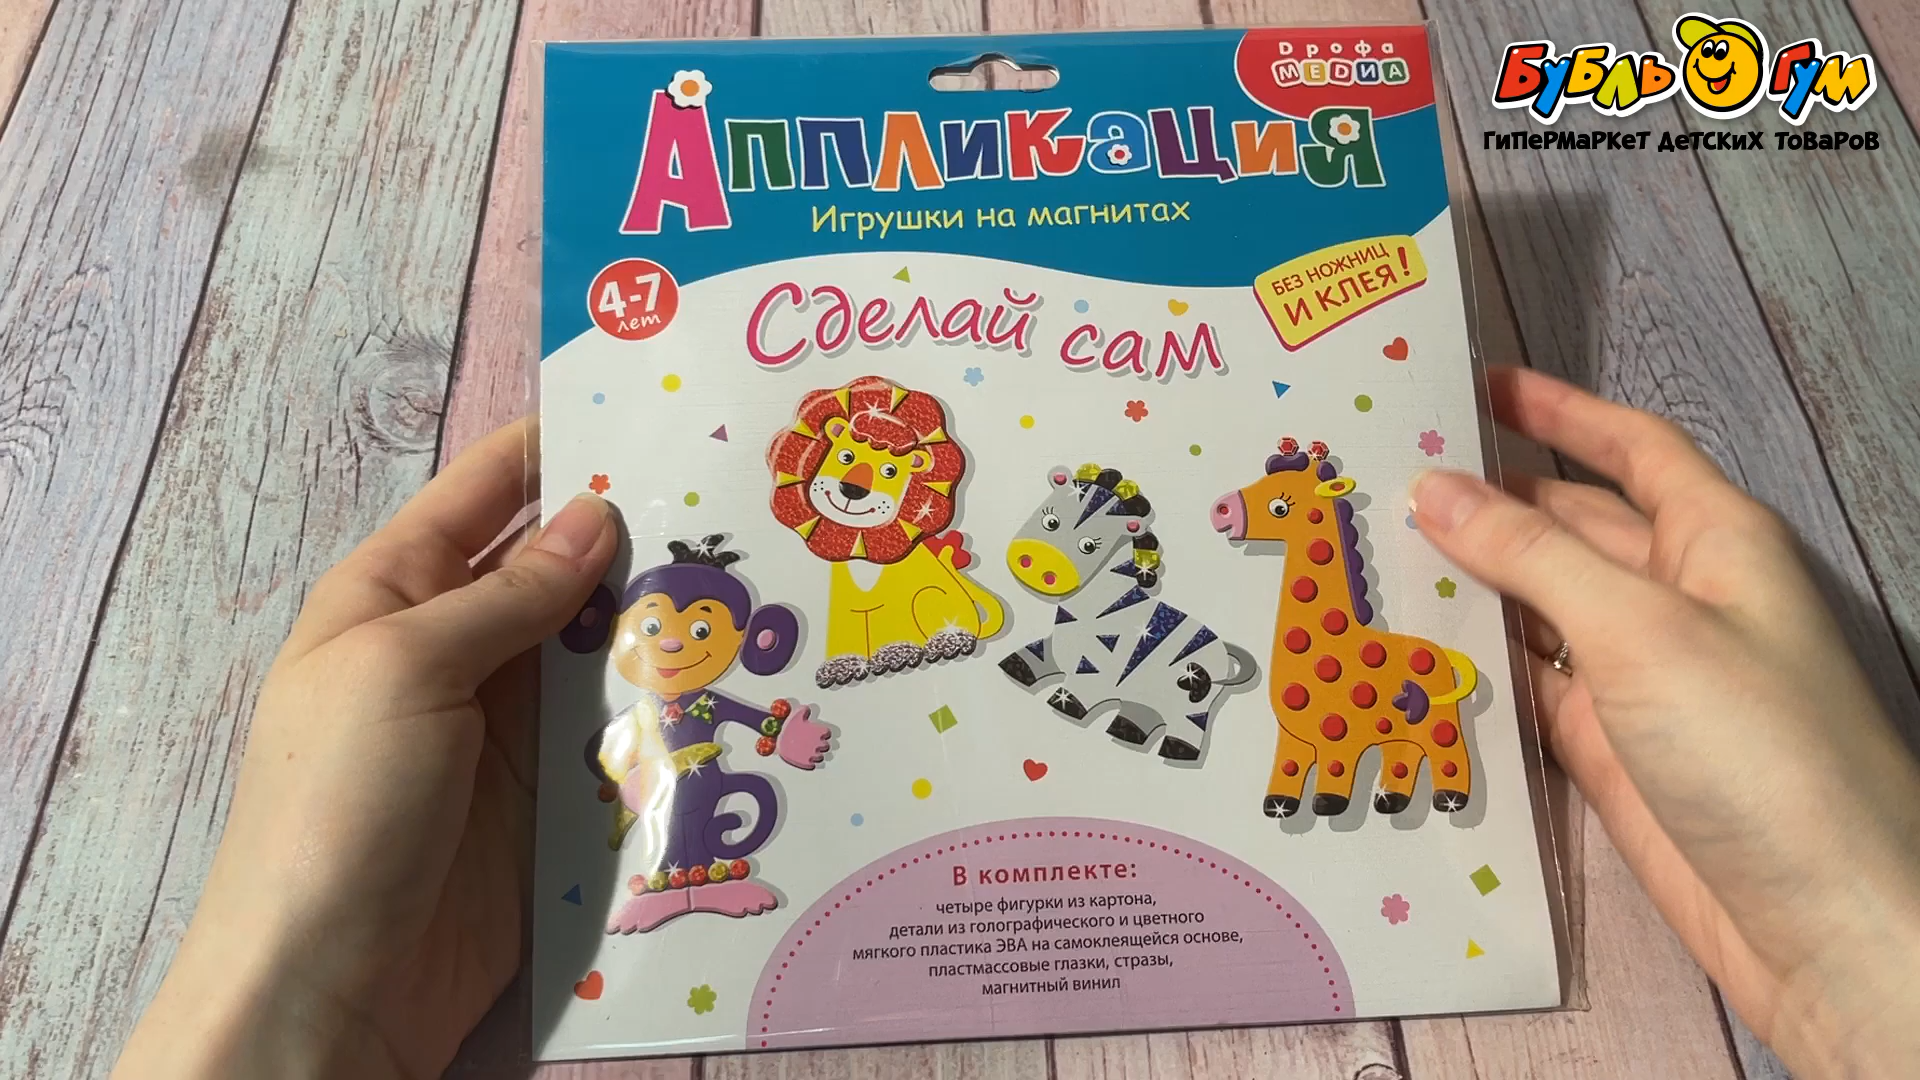 Бубль Гум
гипермаркет детских товаров
Дрофа
МЕDИА
Аппликация
Игрушки на магнитах
4-7
лет
БЕЗ НОЖНИЦ
И КЛЕЯ!
Сделай сам
В комплекте:
четыре фигурки из картона,
детали из голографического и цветного
мягкого пластика ЭВА на самоклеящейся основе,
пластмассовые глазки, стразы,
магнитный винил